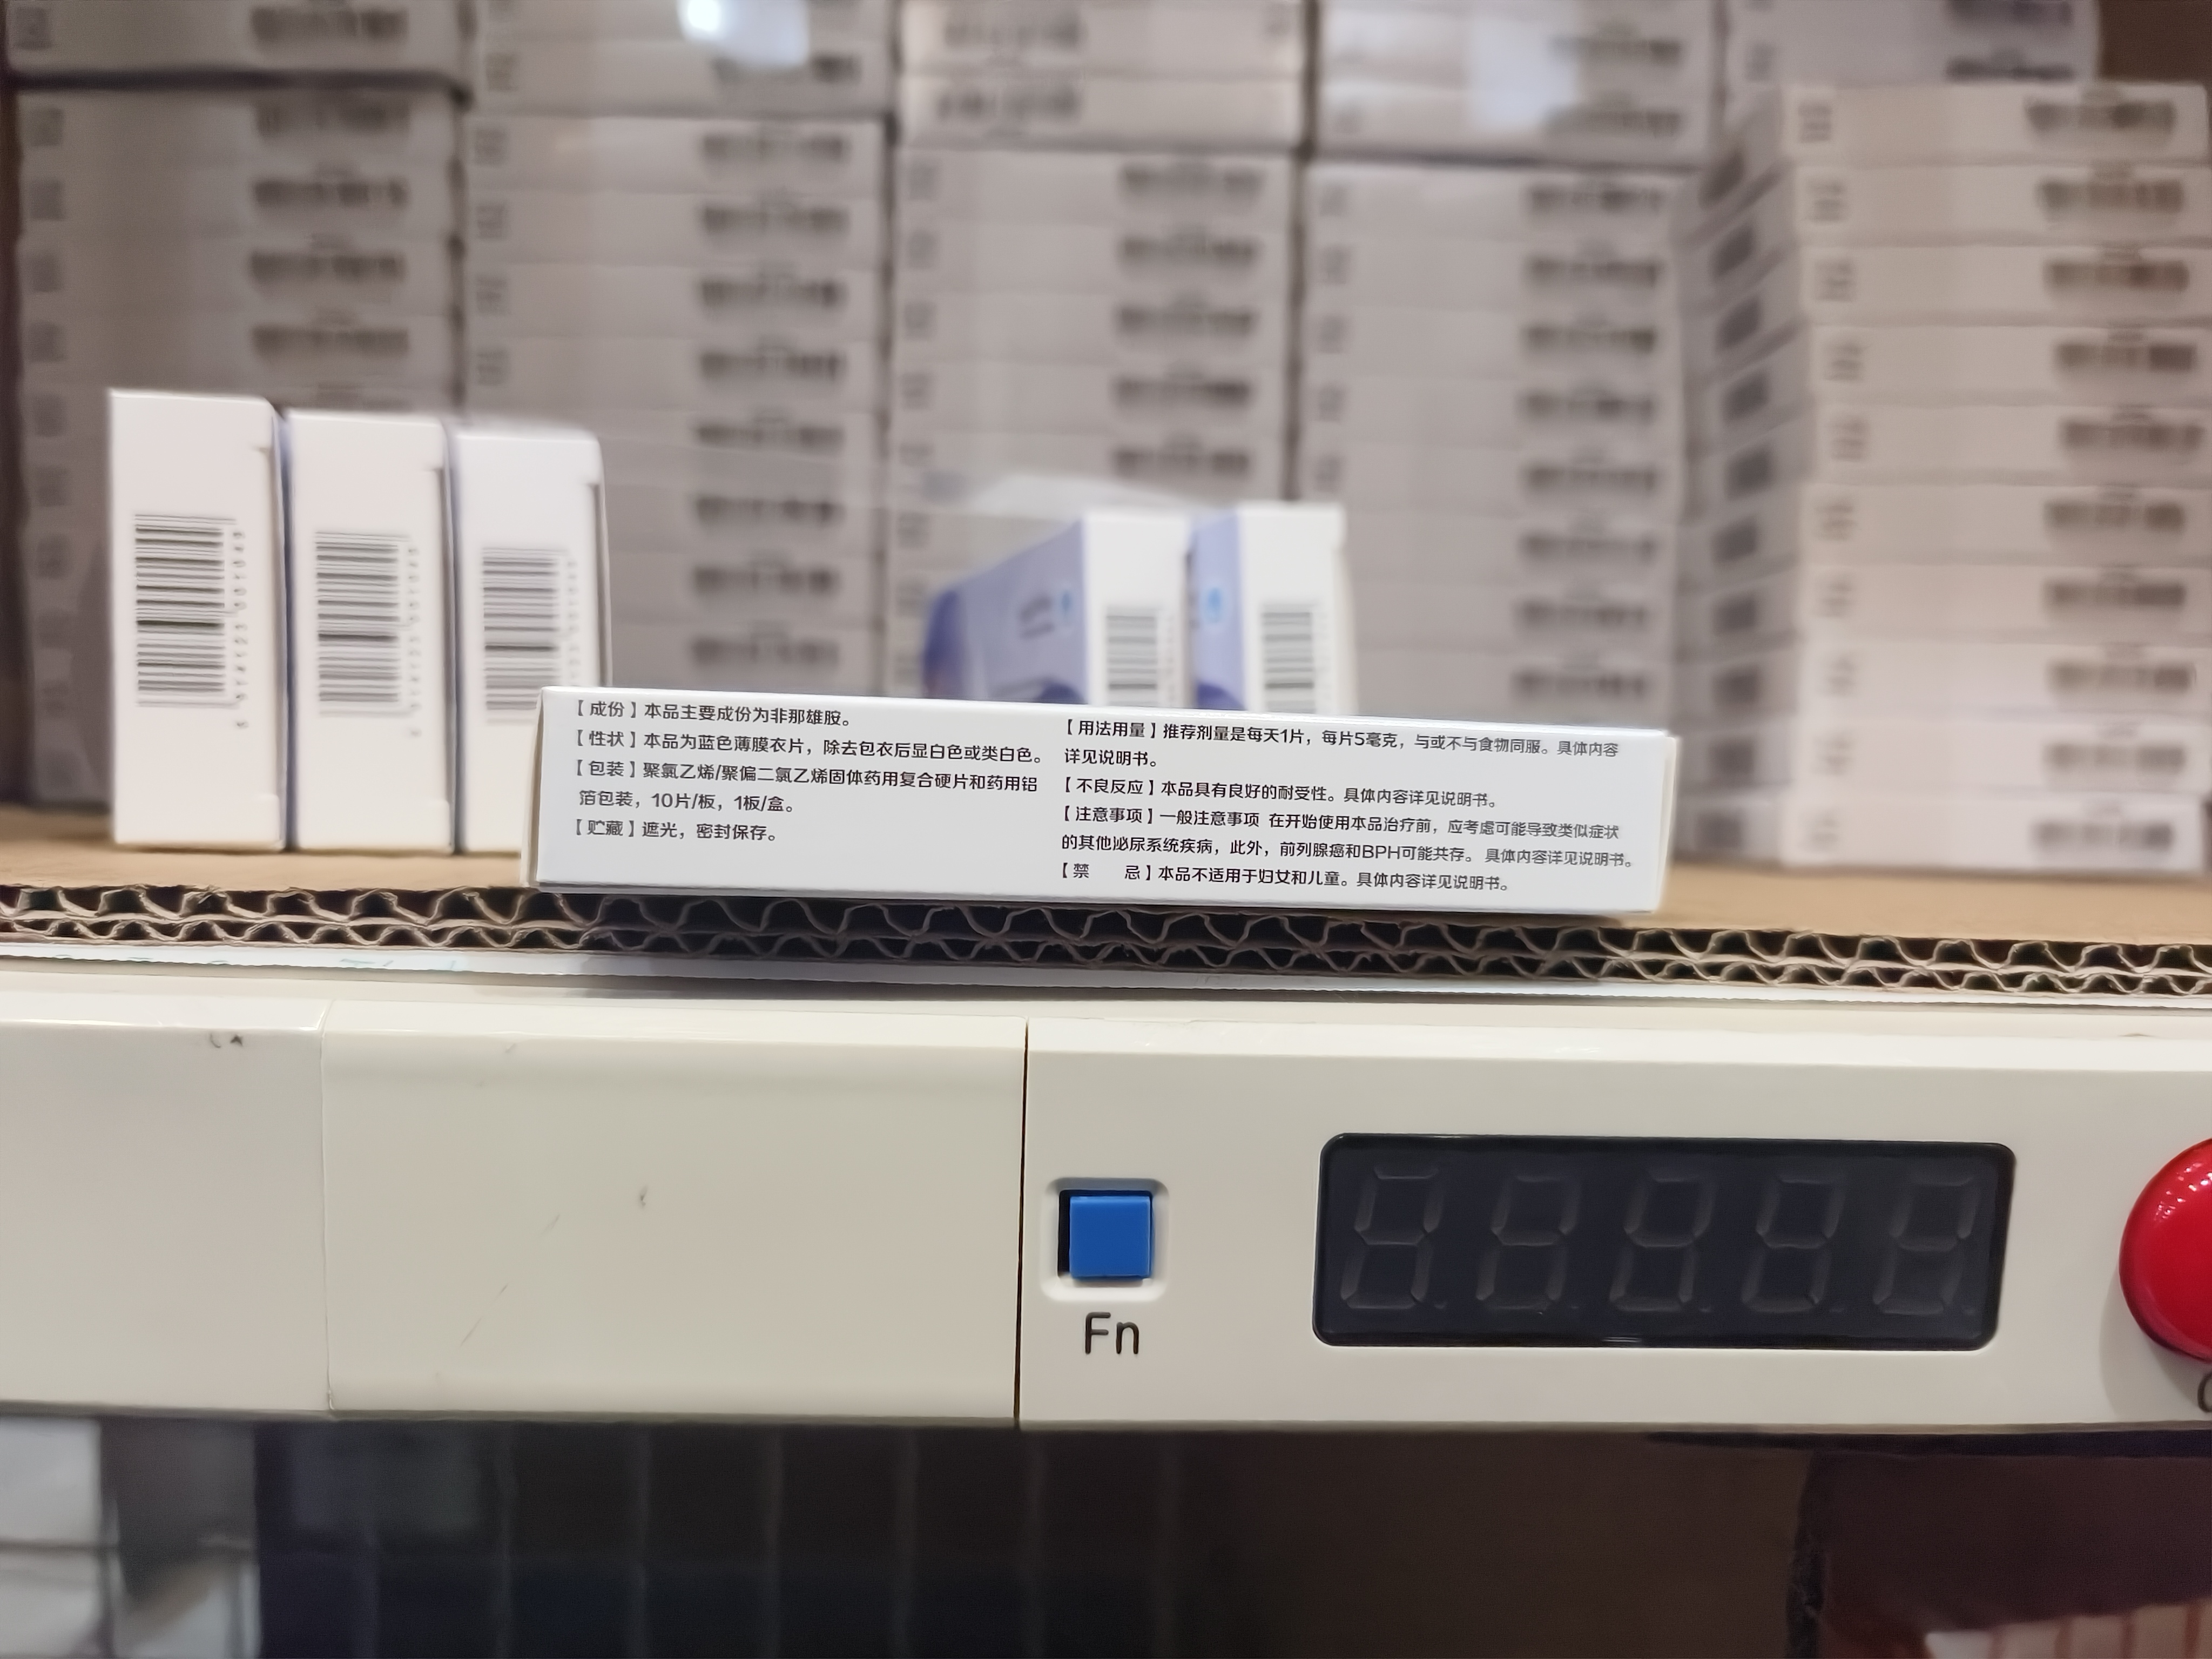 【成份】本品主要成份为非那雄胺。
【性状】本品为蓝色薄膜衣片，除去包衣后显白色或类白色。
【包装】聚氯乙烯/聚偏二氯乙烯固体药用复合硬片和药用铝
箔包装，10片/板，1板/盒。
【贮藏】遮光，密封保存。
【用法用量】推荐剂量是每天1片，每片5毫克，与或不与食物同服。具体内容
详见说明书。
【不良反应】本品具有良好的耐受性。具体内容详见说明书。
【注意事项】一般注意事项 在开始使用本品治疗前，应考虑可能导致类似症状
的其他泌尿系统疾病，此外，前列腺癌和BPH可能共存。 具体内容详见说明书。
【禁 忌】本品不适用于妇女和儿童。具体内容详见说明书。
Fn